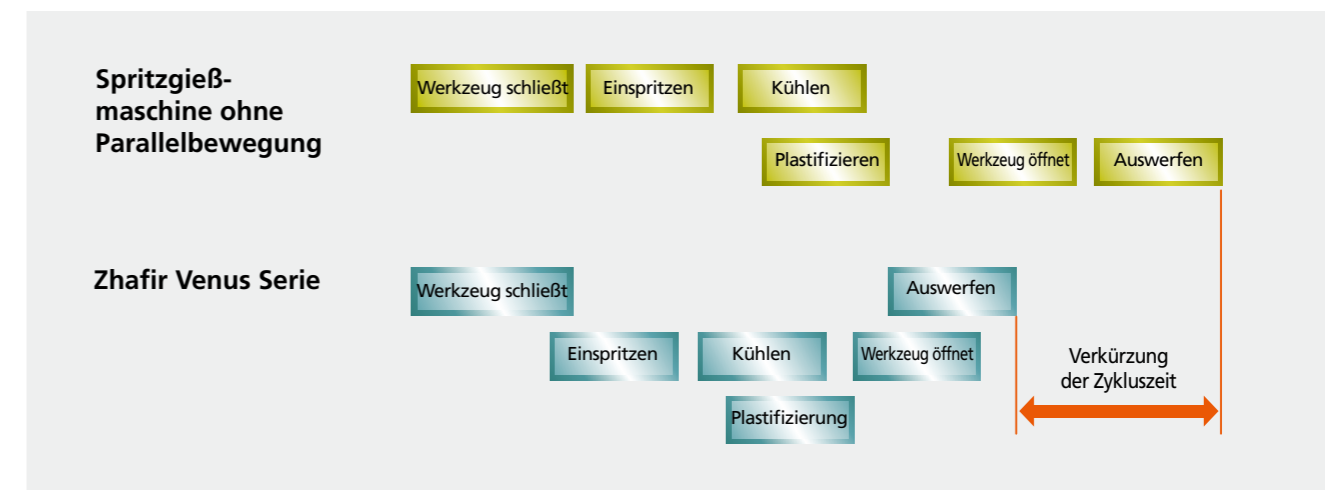 Spritzgieß-
maschine ohne
Parallelbewegung
Werkzeug schließt
Einspritzen
Kühlen
Plastifizieren
Werkzeug öffnet
Auswerfen
Zhafir Venus Serie
Werkzeug schließt
Auswerfen
Einspritzen
Kühlen
Werkzeug öffnet
Plastifizierung
Verkürzung
der Zykluszeit